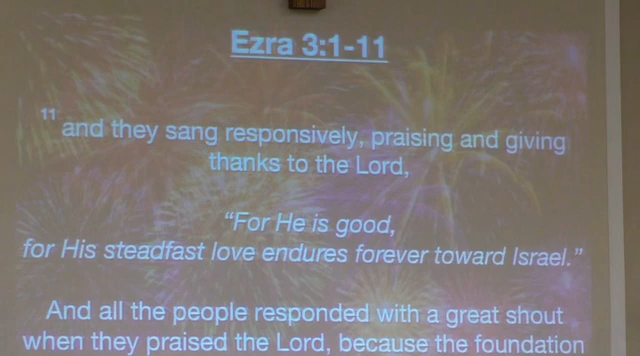 Ezra 3:1-11
11 and they sang responsively, praising and giving
thanks to the Lord,
“For He is good,
for His steadfast love endures forever toward Israel.”
And all the people responded with a great shout
when they praised the Lord, because the foundation